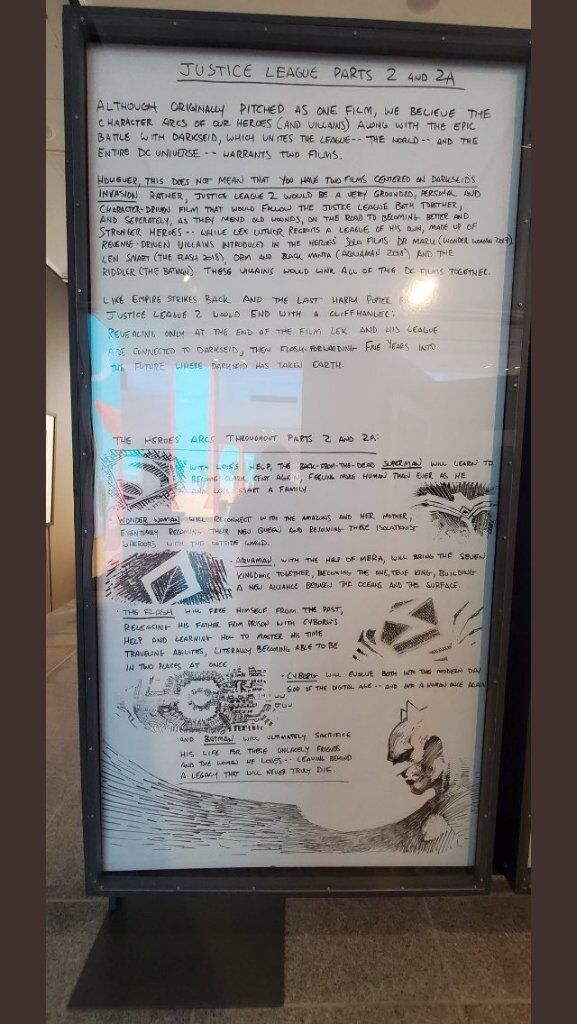 JUSTICE LEAGUE PARTS 2 AND 2A
ALTHOUGH ORIGINALLY PITCHED AS ONE FILM, WE BELIEVE THE
CHARACTER ARCS OF OUR HEROES (AND VILLAINS) ALONG WITH THE EPIC
BATTLE WITH DARKSEID, WHICH UNITES THE LEAGUE-- THE WORLD-- AND THE
ENTIRE DC UNIVERSE-- WARRANTS TWO FILMS.
HOWEVER, THIS DOES NOT MEAN THAT YOU HAVE TWO FILMS CENTERED ON DARKSEIDS
INVASION. RATHER, JUSTICE LEAGUE 2 WOULD BE A VERY GROUNDED, PERSONAL AND
CHARACTER-DRIVEN FILM THAT WOULD FOLLOW THE JUSTICE LEAGUE BOTH TOGETHER,
AND SEPERATELY, AS THEY MEND OLD WOUNDS, ON THE ROAD TO BECOMING BETTER AND
STRONGER HEROES-- WHILE LEX LUTHOR RECRUITS A LEAGUE OF HIS OWN, MADE UP OF
REVENGE-DRIVEN VILLAINS INTRODUCED IN THE HEROES' SOLO FILMS DR MARU (WONDER WOMAN 2017),
LEN SNART (THE FLASH 2018), ORM AND BLACK MANTA (AQUAMAN 2018) AND THE
RIDDLER (THE BATMAN). THESE VILLAINS WOULD LINK ALL OF THE DC FILMS TOGETHER.
LIKE EMPIRE STRIKES BACK AND THE LAST HARRY POTTER
JUSTICE LEAGUE 2 WOULD END WITH A CLIFFHANGER:
REVEALING ONLY AT THE END OF THE FILM LEX AND HIS LEAGUE
ARE CONNECTED TO DARKSEID, THEN FLASH-FORWARDING FIVE YEARS INTO
THE FUTURE WHERE DARKSEID HAS TAKEN EARTH.
THE HEROES' ARCS THROUGHOUT PARTS 2 AND 2A:
WITH LOIS'S HELP, THE BACK-FROM-THE-DEAD SUPERMAN WILL LEARN TO
BECOME CLARK KENT AGAIN, FEELING MORE HUMAN THAN EVER AS HE
AND LOIS START A FAMILY.
WONDER WOMAN WILL RECONNECT WITH THE AMAZONS AND HER MOTHER,
EVENTUALLY BECOMING THEIR NEW QUEEN AND REJOINING THESE ISOLATIONIST
WARRIORS WITH THE OUTSIDE WORLD.
· AQUAMAN, WITH THE HELP OF MERA, WILL BRING THE SEVEN
KINGDOMS TOGETHER, BECOMING THE ONE, TRUE KING, BUILDING
A NEW ALLIANCE BETWEEN THE OCEANS AND THE SURFACE.
· THE FLASH WILL FREE HIMSELF FROM THE PAST,
RELEASING HIS FATHER FROM PRISON WITH CYBORG'S
HELP AND LEARNING HOW TO MASTER HIS TIME
TRAVELING ABILITIES, LITERALLY BECOMING ABLE TO BE
IN TWO PLACES AT ONCE
· CYBORG WILL EVOLVE BOTH INTO THE MODERN DAY
GOD OF THE DIGITAL AGE-- AND INTO A HUMAN ONCE AGAIN
AND BATMAN WILL ULTIMATELY SACRIFICE
HIS LIFE FOR THESE UNLIKELY FRIENDS
AND THE WOMAN HE LOVES-- LEAVING BEHIND
A LEGACY THAT WILL NEVER TRULY DIE.